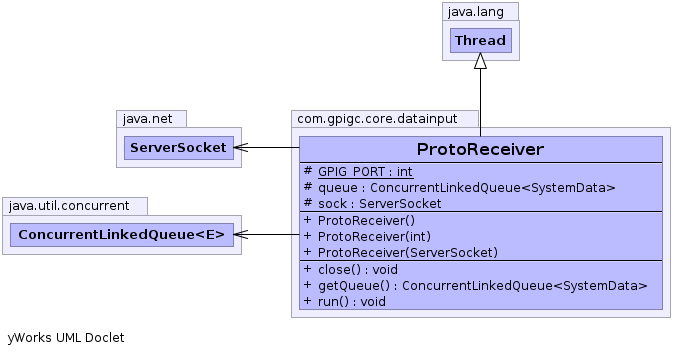 java.lang
Thread
java.net
ServerSocket
java.util.concurrent
ConcurrentLinkedQueue<E>
com.gpigc.core.datainput
ProtoReceiver
# GPIG_PORT : int
# queue : ConcurrentLinkedQueue<SystemData>
# sock : ServerSocket
+ ProtoReceiver()
+ ProtoReceiver(int)
+ ProtoReceiver(ServerSocket)
+ close() : void
+ getQueue() : ConcurrentLinkedQueue<SystemData>
+ run() : void
yWorks UML Doclet